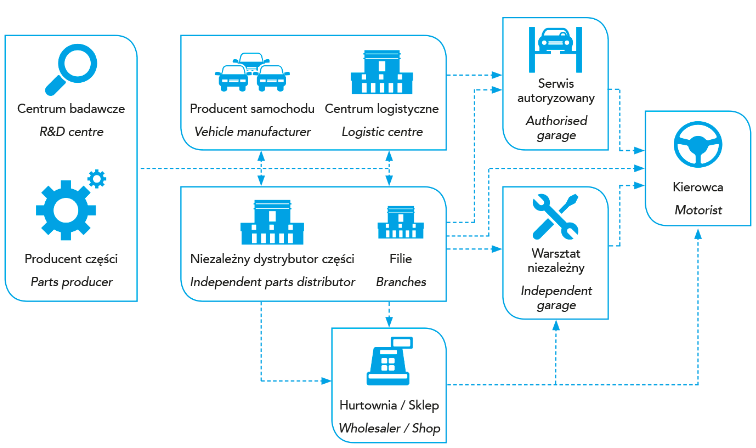 Centrum badawcze
R&D centre
Producent części
Parts producer
Producent samochodu
Vehicle manufacturer
Centrum logistyczne
Logistic centre
Niezależny dystrybutor części
Independent parts distributor
Filie
Branches
Hurtownia / Sklep
Wholesaler / Shop
Serwis
autoryzowany
Authorised
garage
Warsztat
niezależny
Independent
garage
Kierowca
Motorist